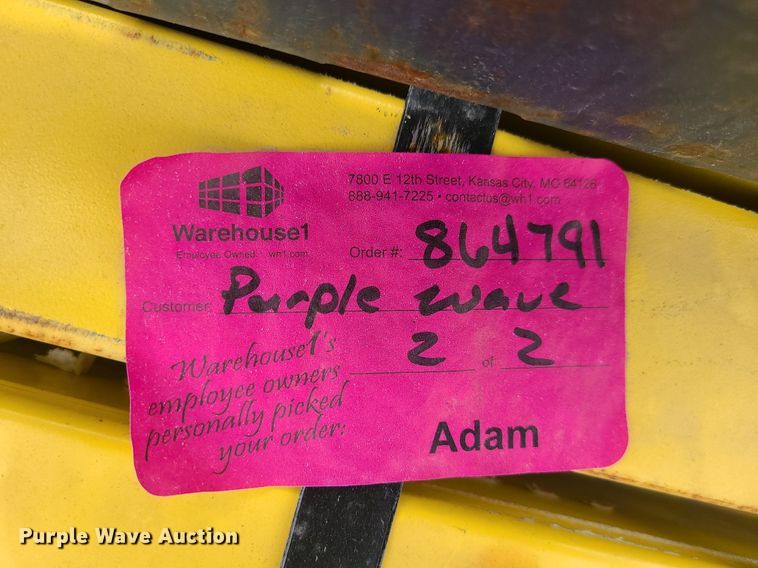 7800 E 12th Street, Kansas City, MO 64126
888-941-7225 • contactus@wh1.com
Warehouse1
Employee Owned wh1.com
Order #: 864791
Customer: Purple wave
2 of 2
Warehouse1's
employee owners
personally picked
your order:
Adam
Purple Wave Auction